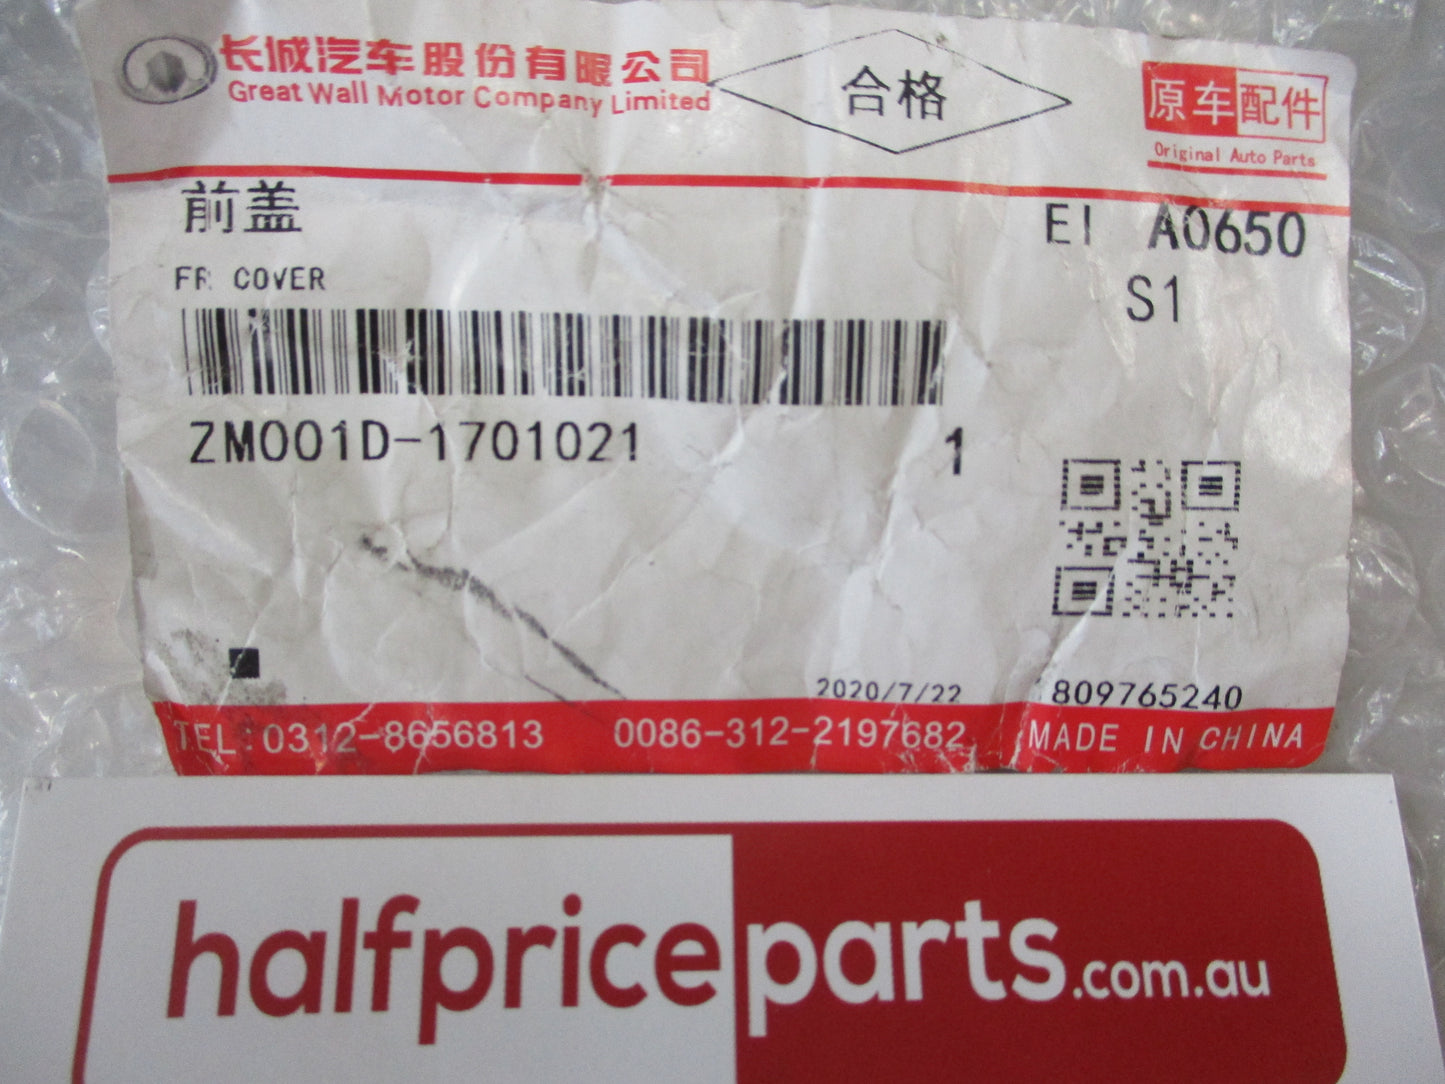 长城汽车股份有限公司
Great Wall Motor Company Limited
合格
原车配件
Original Auto Parts
前盖
EI A0650
FR COVER
S1
ZM001D-1701021
1
2020/7/22
809765240
TEL:0312-8656813 0086-312-2197682 MADE IN CHINA
halfpriceparts.com.au